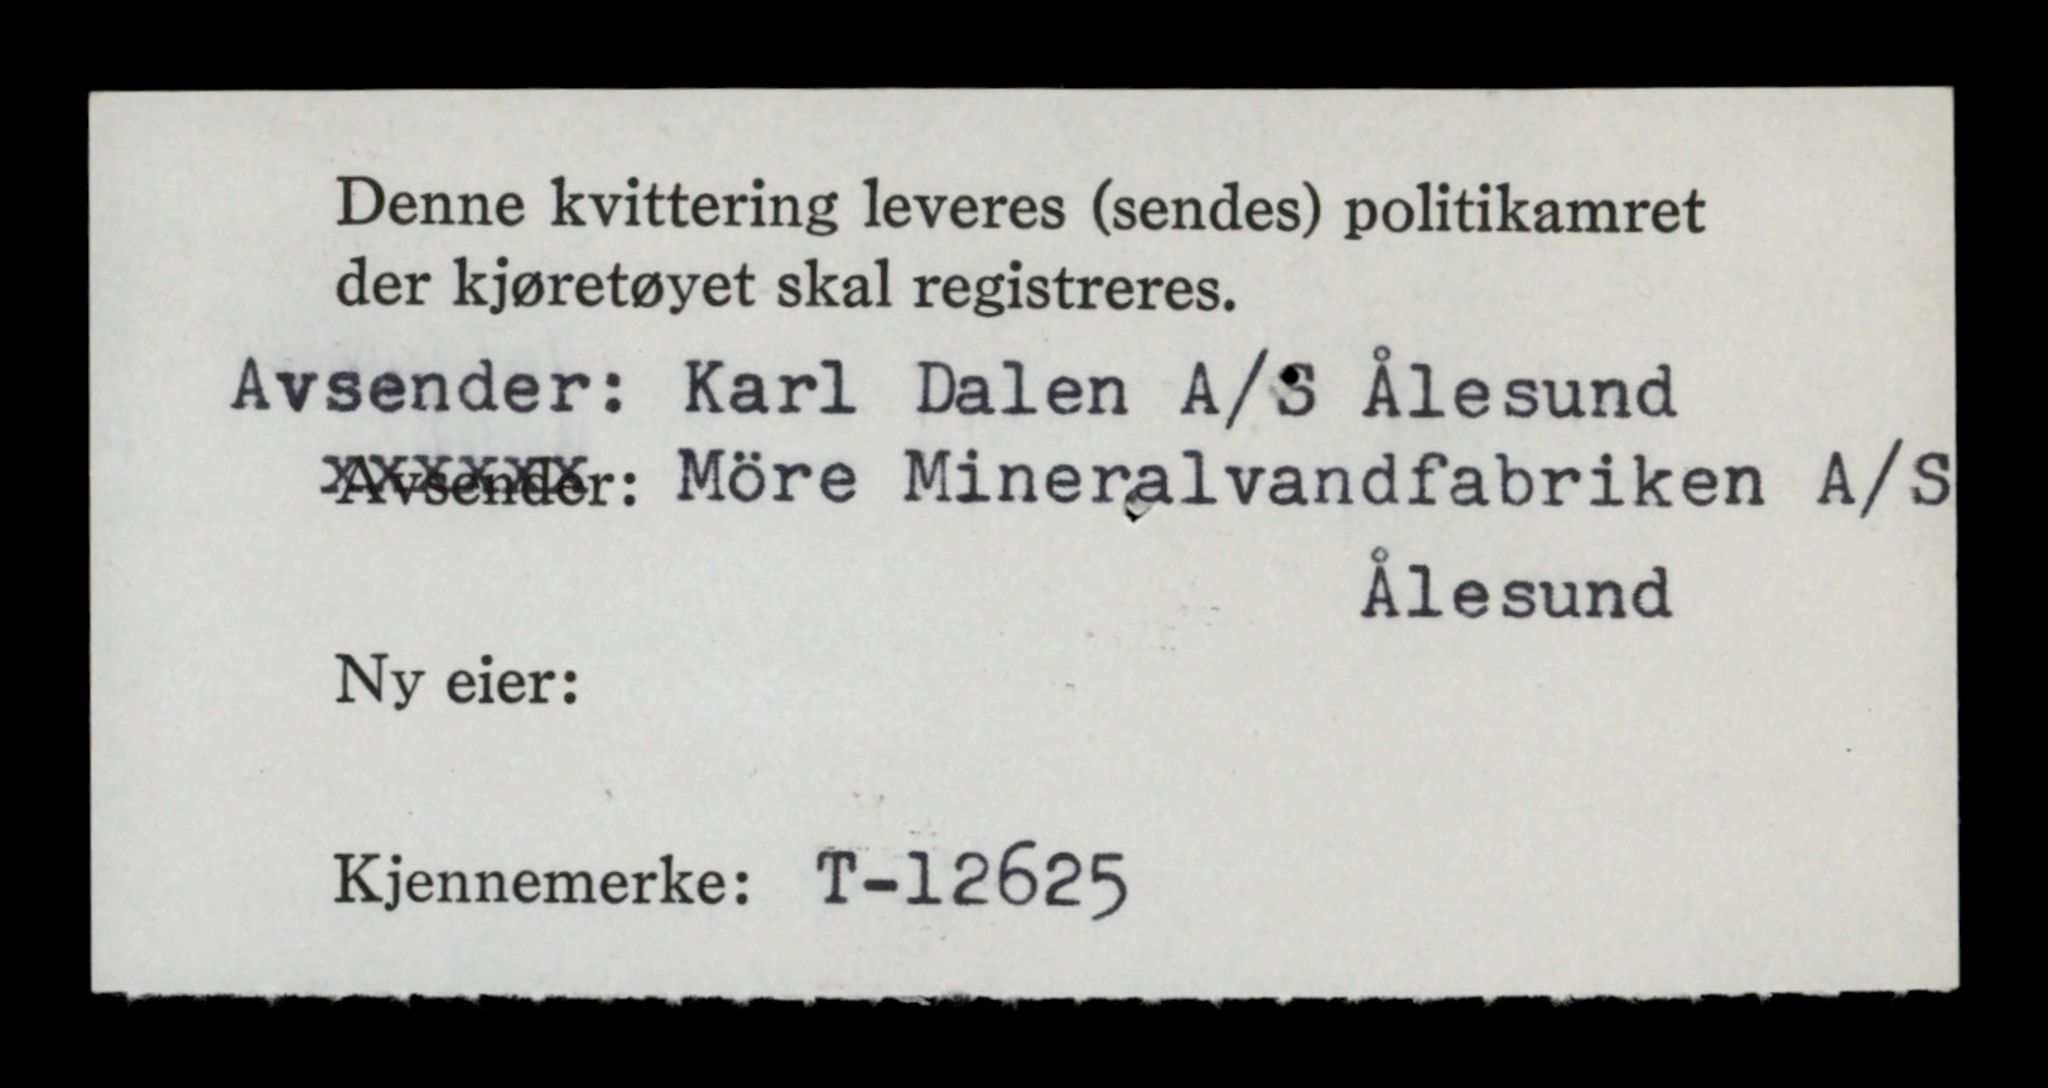 Denne kvittering leveres (sendes) politikamret
der kjøretøyet skal registreres.
Avsender: Karl Dalen A/S Ålesund
Avsender: Möre Mineralvandfabriken A/S
Ålesund
Ny eier:
Kjennemerke: T-12625